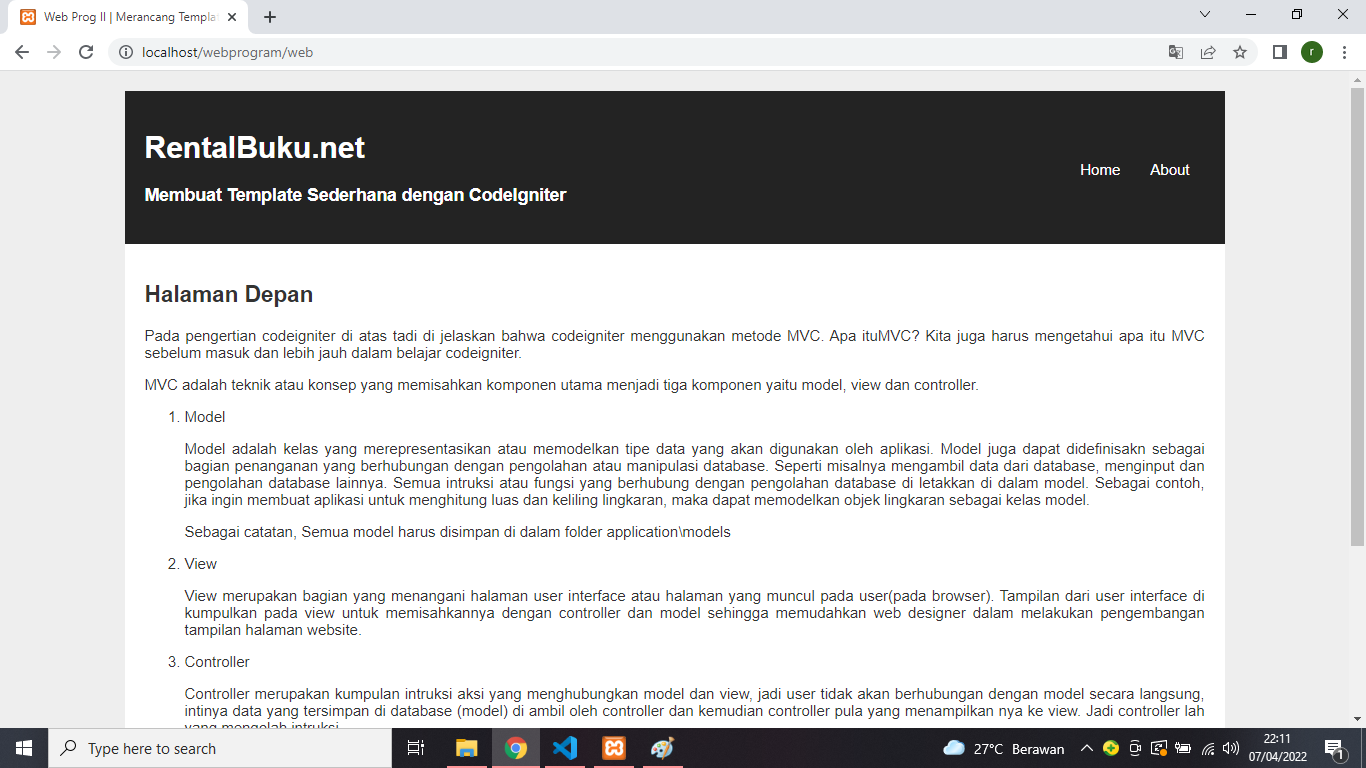 Web Prog II | Merancang Templa
localhost/webprogram/web
r
RentalBuku.net
Membuat Template Sederhana dengan CodeIgniter
Home
About
Halaman Depan
Pada pengertian codeigniter di atas tadi di jelaskan bahwa codeigniter menggunakan metode MVC. Apa ituMVC? Kita juga harus mengetahui apa itu MVC
sebelum masuk dan lebih jauh dalam belajar codeigniter.
MVC adalah teknik atau konsep yang memisahkan komponen utama menjadi tiga komponen yaitu model, view dan controller.
1. Model
Model adalah kelas yang merepresentasikan atau memodelkan tipe data yang akan digunakan oleh aplikasi. Model juga dapat didefinisakn sebagai
bagian penanganan yang berhubungan dengan pengolahan atau manipulasi database. Seperti misalnya mengambil data dari database, menginput dan
pengolahan database lainnya. Semua intruksi atau fungsi yang berhubung dengan pengolahan database di letakkan di dalam model. Sebagai contoh,
jika ingin membuat aplikasi untuk menghitung luas dan keliling lingkaran, maka dapat memodelkan objek lingkaran sebagai kelas model.
Sebagai catatan, Semua model harus disimpan di dalam folder application\models
2. View
View merupakan bagian yang menangani halaman user interface atau halaman yang muncul pada user(pada browser). Tampilan dari user interface di
kumpulkan pada view untuk memisahkannya dengan controller dan model sehingga memudahkan web designer dalam melakukan pengembangan
tampilan halaman website.
3. Controller
Controller merupakan kumpulan intruksi aksi yang menghubungkan model dan view, jadi user tidak akan berhubungan dengan model secara langsung,
intinya data yang tersimpan di database (model) di ambil oleh controller dan kemudian controller pula yang menampilkan nya ke view. Jadi controller lah
yang mengolah intruksi.
Type here to search
27°C Berawan
22:11
07/04/2022
1